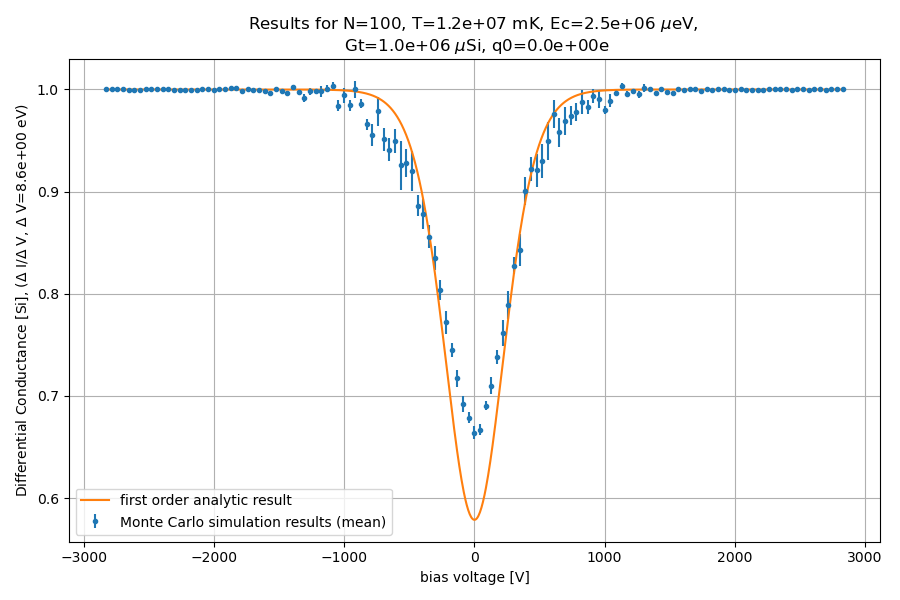 Results for N=100, T=1.2e+07 mK, Ec=2.5e+06 μeV,
Gt=1.0e+06 μSi, q0=0.0e+00e
Differential Conductance [Si], (Δ I/Δ V, Δ V=8.6e+00 eV)
1.0
0.9
0.8
0.7
0.6
first order analytic result
Monte Carlo simulation results (mean)
−3000 −2000 −1000 0 1000 2000 3000
bias voltage [V]